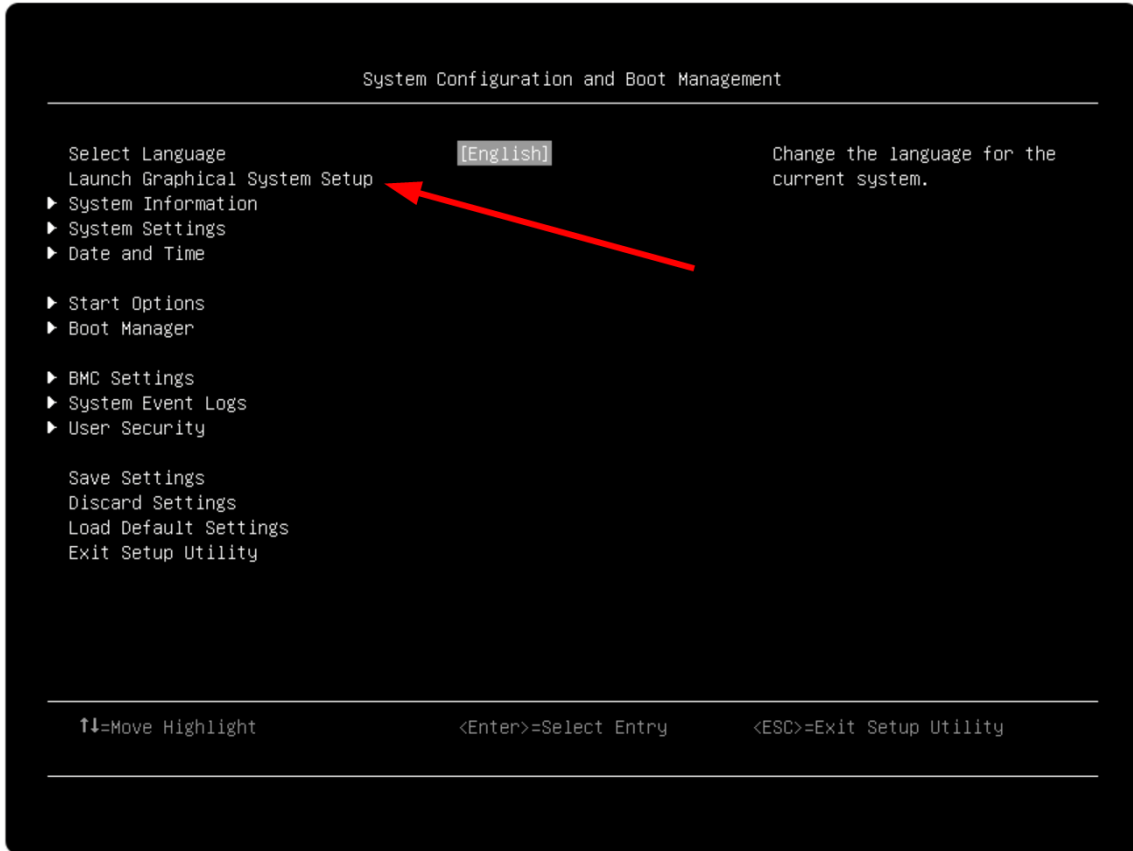 System Configuration and Boot Management
Select Language [English] Change the language for the
Launch Graphical System Setup current system.
▶ System Information
▶ System Settings
▶ Date and Time
▶ Start Options
▶ Boot Manager
▶ BMC Settings
▶ System Event Logs
▶ User Security
Save Settings
Discard Settings
Load Default Settings
Exit Setup Utility
↑↓=Move Highlight <Enter>=Select Entry <ESC>=Exit Setup Utility